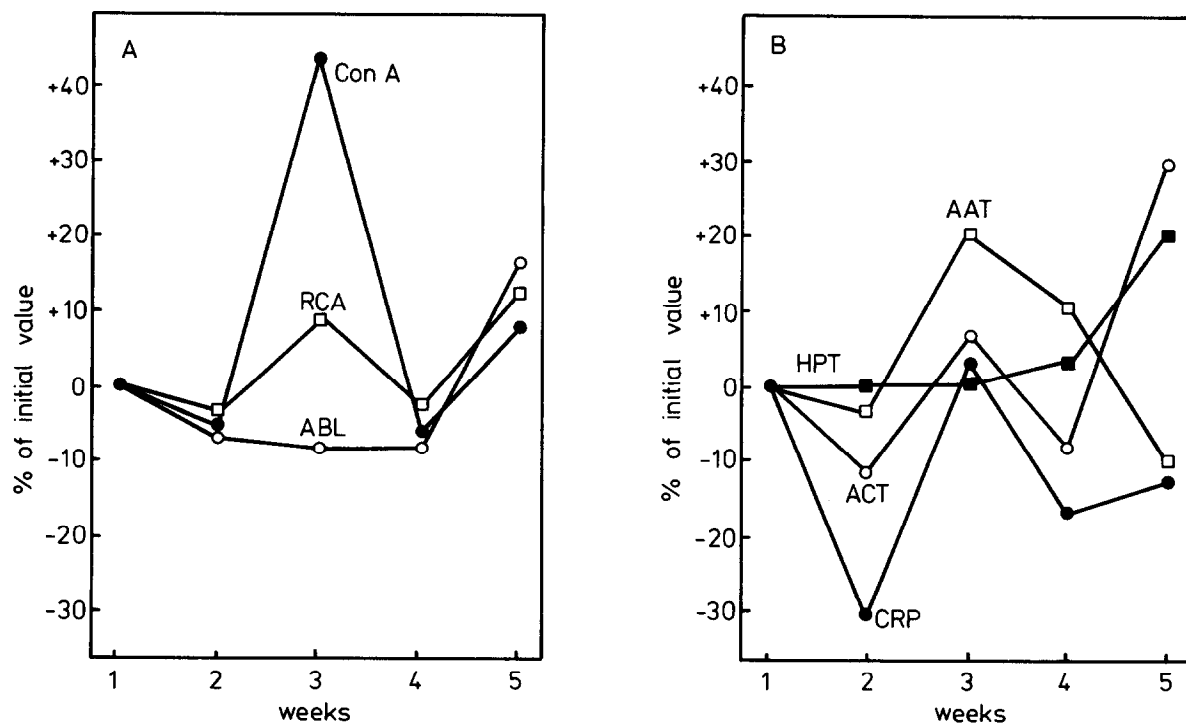 A
+40
+30
+20
+10
0
-10
-20
-30
% of initial value
Con A
RCA
ABL
1 2 3 4 5
weeks
B
+40
+30
+20
+10
0
-10
-20
-30
% of initial value
AAT
HPT
ACT
CRP
1 2 3 4 5
weeks